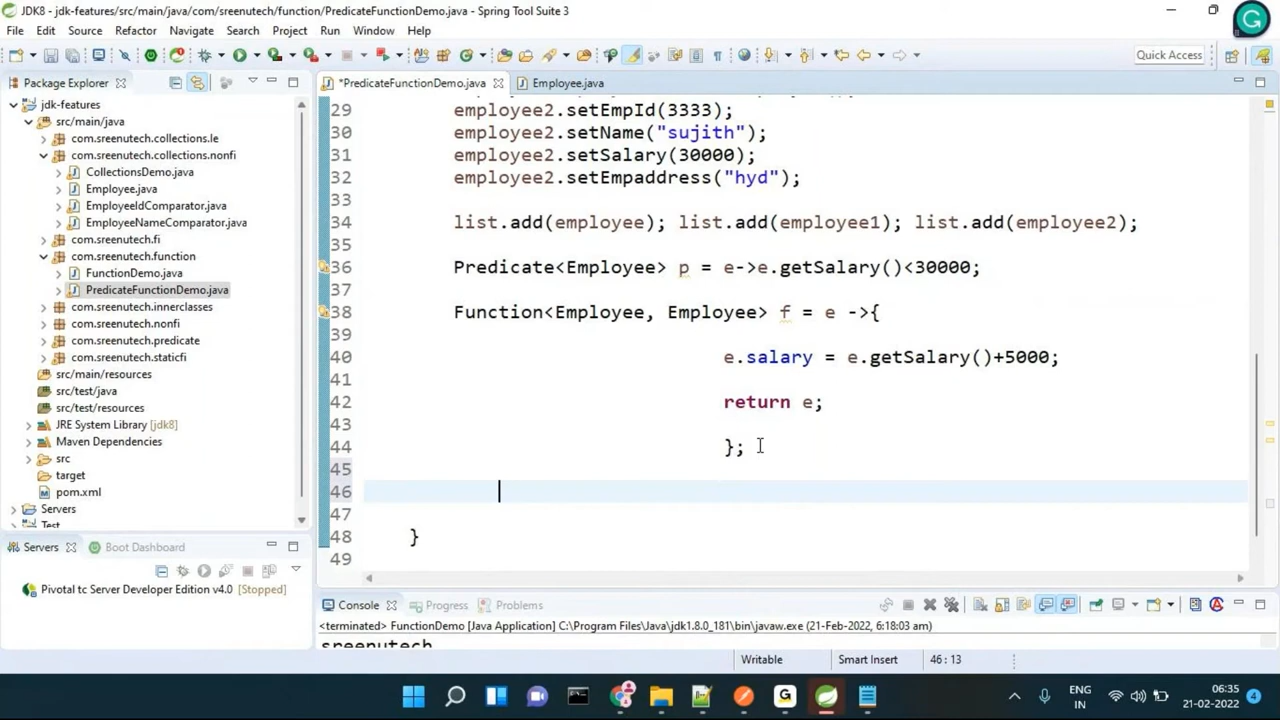 JDK8 - jdk-features/src/main/java/com/sreenutech/function/PredicateFunctionDemo.java - Spring Tool Suite 3
File Edit Source Refactor Navigate Search Project Run Window Help
Quick Access
Package Explorer
*PredicateFunctionDemo.java
Employee.java
jdk-features
src/main/java
com.sreenutech.collections.le
com.sreenutech.collections.nonfi
CollectionsDemo.java
Employee.java
EmployeeIdComparator.java
EmployeeNameComparator.java
com.sreenutech.fi
com.sreenutech.function
FunctionDemo.java
PredicateFunctionDemo.java
com.sreenutech.innerclasses
com.sreenutech.nonfi
com.sreenutech.predicate
com.sreenutech.staticfi
src/main/resources
src/test/java
src/test/resources
JRE System Library [jdk8]
Maven Dependencies
src
target
pom.xml
Servers
Test
29 employee2.setEmpId(3333);
30 employee2.setName("sujith");
31 employee2.setSalary(30000);
32 employee2.setEmpaddress("hyd");
33
34 list.add(employee); list.add(employee1); list.add(employee2);
35
36 Predicate<Employee> p = e->e.getSalary()<30000;
37
38 Function<Employee, Employee> f = e ->{
39
40 e.salary = e.getSalary()+5000;
41
42 return e;
43
44 };
45
46
47
48 }
49
Servers
Boot Dashboard
Pivotal tc Server Developer Edition v4.0 [Stopped]
Console
Progress
Problems
<terminated> FunctionDemo [Java Application] C:\Program Files\Java\jdk1.8.0_181\bin\javaw.exe (21-Feb-2022, 6:18:03 am)
sreenutech
Writable
Smart Insert
46 : 13
ENG
IN
06:35
21-02-2022